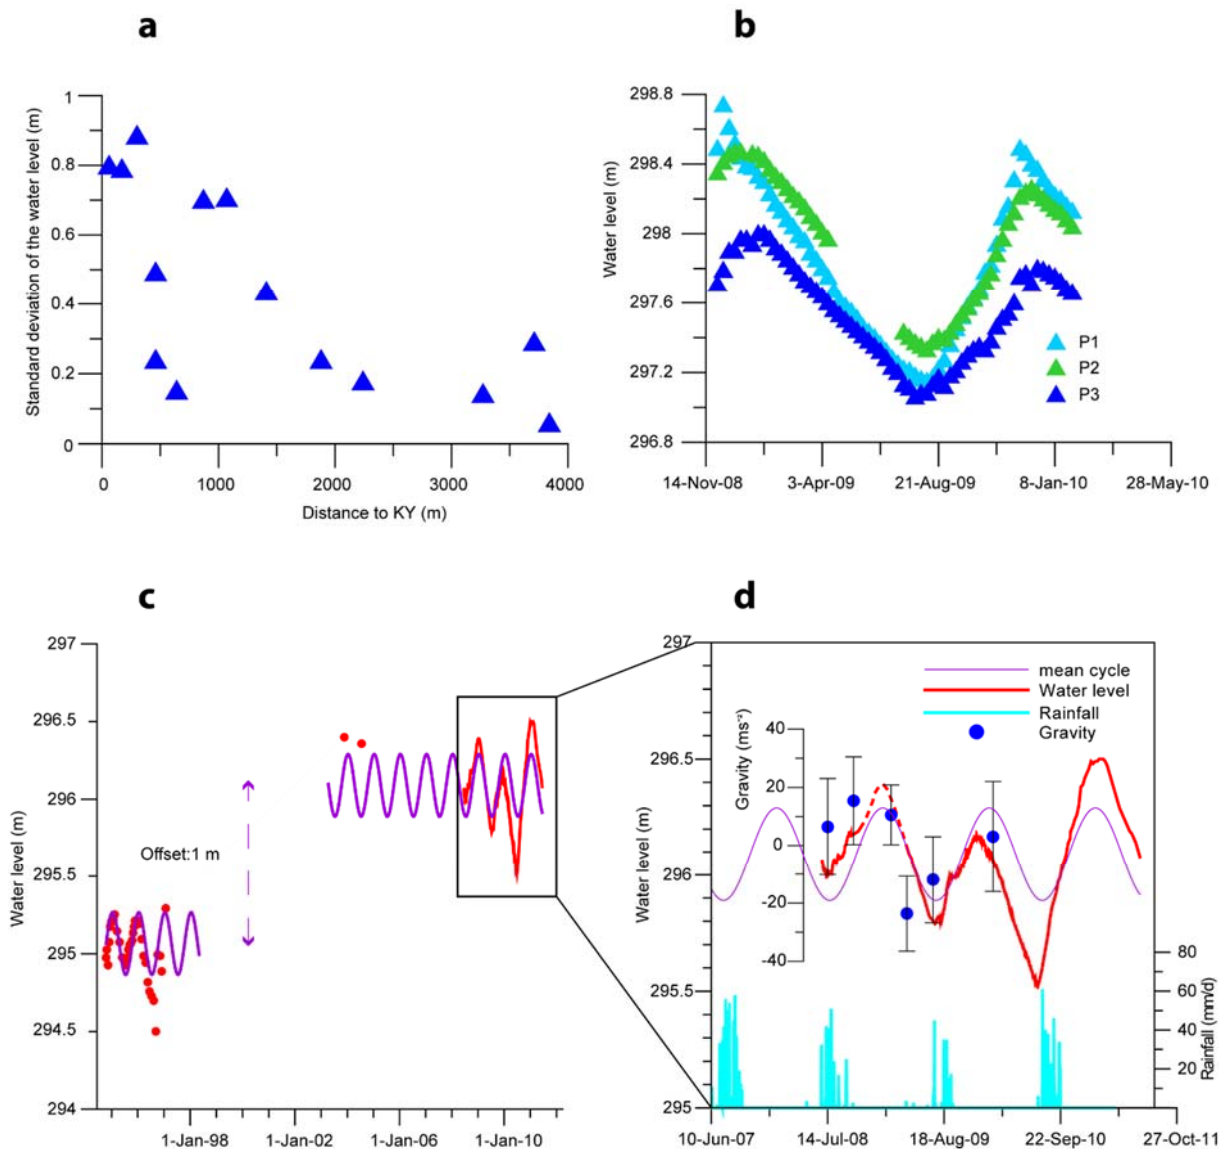 a
Standard deviation of the water level (m)
1
0.8
0.6
0.4
0.2
0
0 1000 2000 3000 4000
Distance to KY (m)
b
Water level (m)
298.8
298.4
298
297.6
297.2
296.8
P1
P2
P3
14-Nov-08 3-Apr-09 21-Aug-09 8-Jan-10 28-May-10
c
Water level (m)
297
296.5
296
295.5
295
294.5
294
Offset:1 m
1-Jan-98 1-Jan-02 1-Jan-06 1-Jan-10
d
Water level (m)
297
296.5
296
295.5
295
mean cycle
Water level
Rainfall
Gravity
Gravity (ms⁻²)
40
20
0
-20
-40
80
60
40
20
Rainfall (mm/d)
10-Jun-07 14-Jul-08 18-Aug-09 22-Sep-10 27-Oct-11